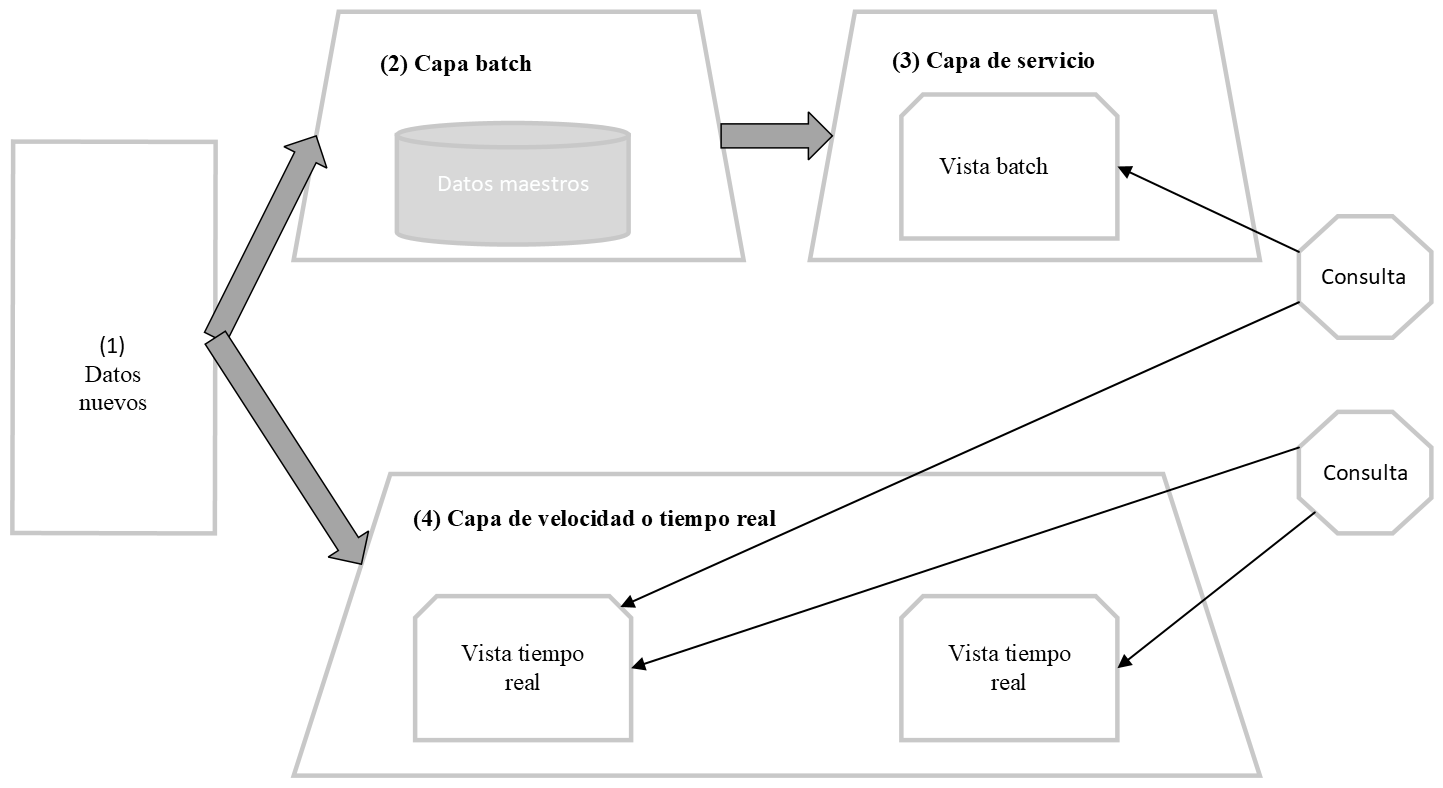 (2) Capa batch
Datos maestros
(3) Capa de servicio
Vista batch
Consulta
(1)
Datos
nuevos
Consulta
(4) Capa de velocidad o tiempo real
Vista tiempo
real
Vista tiempo
real